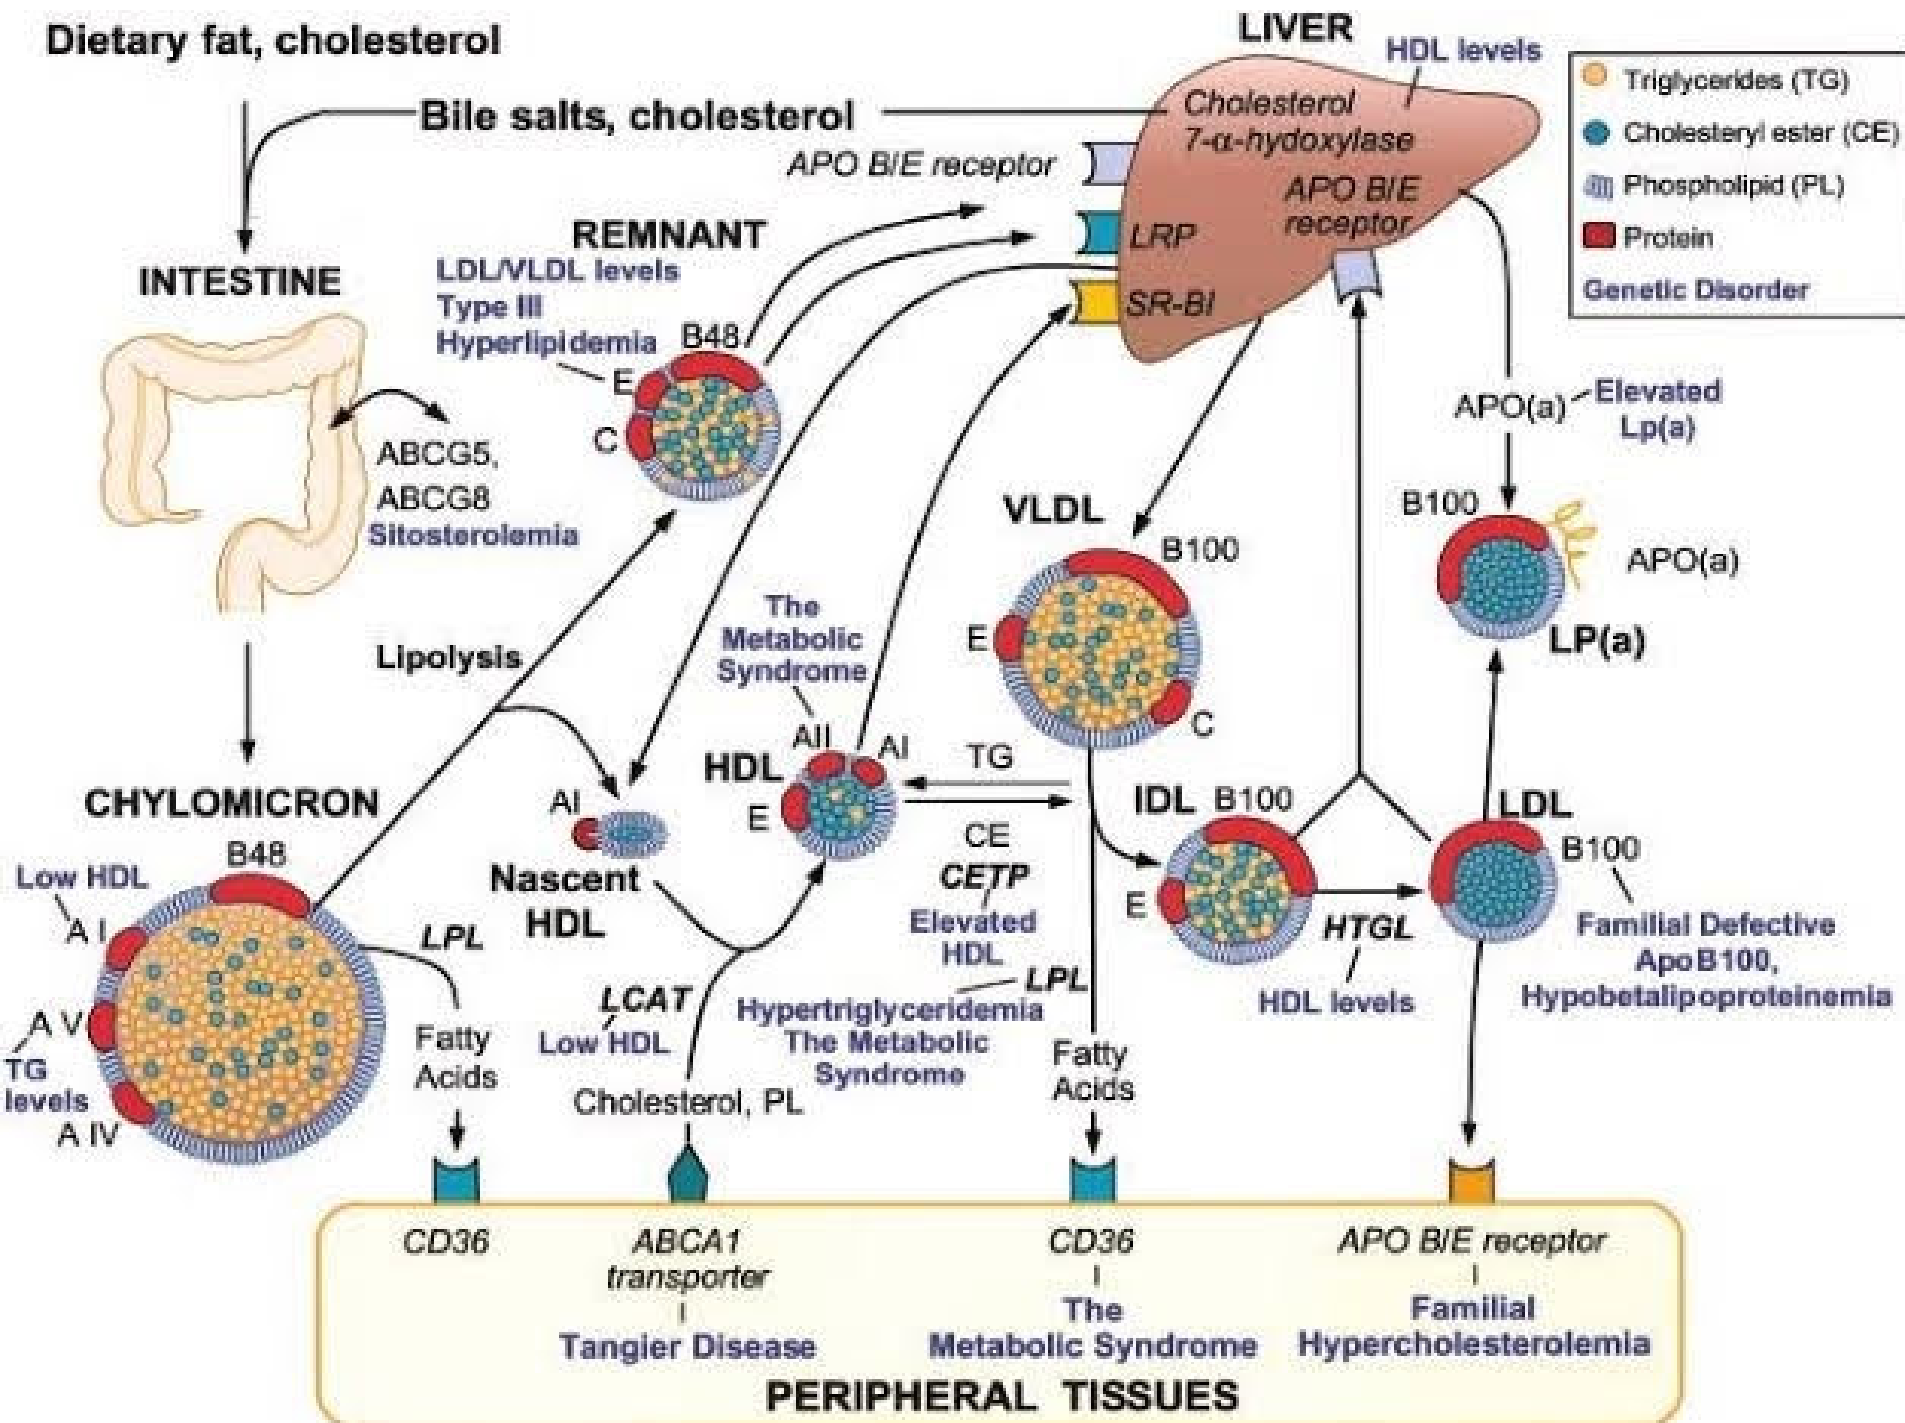 Dietary fat, cholesterol
LIVER
HDL levels
Triglycerides (TG)
Cholesteryl ester (CE)
Phospholipid (PL)
Protein
Genetic Disorder
Bile salts, cholesterol
Cholesterol
7-α-hydoxylase
APO B/E receptor
APO B/E
receptor
LRP
SR-BI
REMNANT
LDL/VLDL levels
Type III
Hyperlipidemia
B48
E
C
INTESTINE
ABCG5,
ABCG8
Sitosterolemia
APO(a)
Elevated
Lp(a)
B100
APO(a)
LP(a)
VLDL
B100
E
C
Lipolysis
The
Metabolic
Syndrome
AII
AI
HDL
E
TG
CE
CETP
Elevated
HDL
AI
Nascent
HDL
CHYLOMICRON
B48
Low HDL
A I
A V
TG
levels
A IV
LPL
Fatty
Acids
LCAT
Low HDL
Cholesterol, PL
LPL
Hypertriglyceridemia
The Metabolic
Syndrome
Fatty
Acids
IDL
B100
E
HTGL
HDL levels
LDL
B100
Familial Defective
ApoB100,
Hypobetalipoproteinemia
CD36
ABCA1
transporter
Tangier Disease
CD36
The
Metabolic Syndrome
APO B/E receptor
Familial
Hypercholesterolemia
PERIPHERAL TISSUES